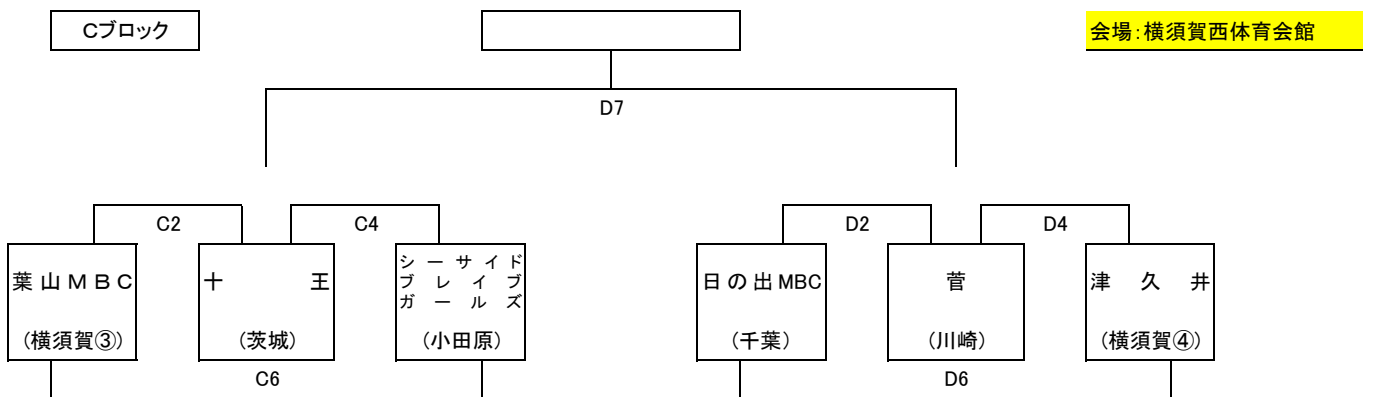 Cブロック
会場:横須賀西体育会館
D7
C2
C4
D2
D4
葉山MBC
(横須賀③)
十王
(茨城)
シーサイド
ブレイブ
ガールズ
(小田原)
日の出MBC
(千葉)
菅
(川崎)
津久井
(横須賀④)
C6
D6